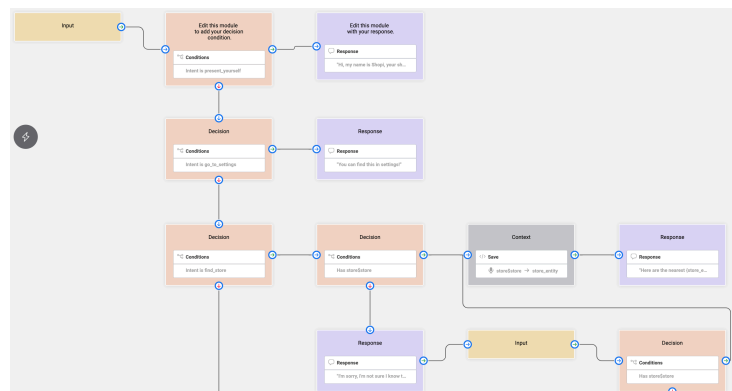 Input
Edit this module
to add your decision
condition.
Conditions
Intent is present_yourself
Edit this module
with your response.
Response
"Hi, my name is Shopi, your sh...
Decision
Conditions
Intent is go_to_settings
Response
Response
"You can find this in settings!"
Decision
Conditions
Intent is find_store
Decision
Conditions
Has store$store
Context
Save
store$store → store_entity
Response
Response
"Here are the nearest {store_e...
Response
Response
"I'm sorry, I'm not sure I know t...
Input
Decision
Conditions
Has store$store